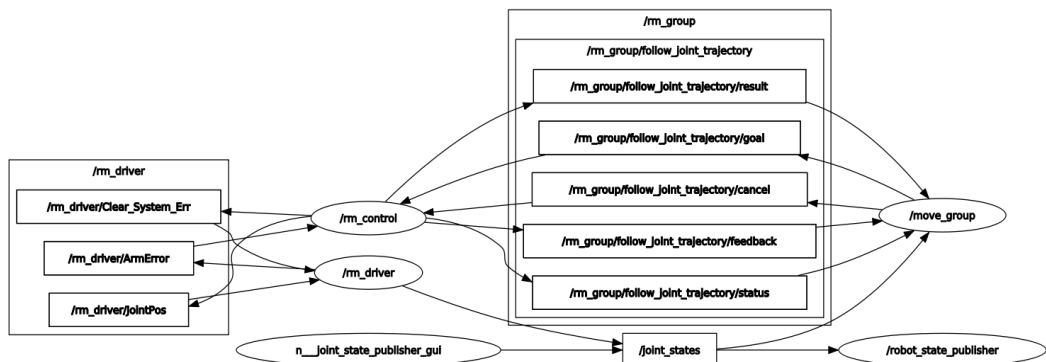 /rm_group
/rm_group/follow_joint_trajectory
/rm_group/follow_joint_trajectory/result
/rm_group/follow_joint_trajectory/goal
/rm_driver
/rm_group/follow_joint_trajectory/cancel
/rm_driver/Clear_System_Err
/rm_control
/move_group
/rm_group/follow_joint_trajectory/feedback
/rm_driver/ArmError
/rm_driver
/rm_group/follow_joint_trajectory/status
/rm_driver/JointPos
n__joint_state_publisher_gui
/joint_states
/robot_state_publisher